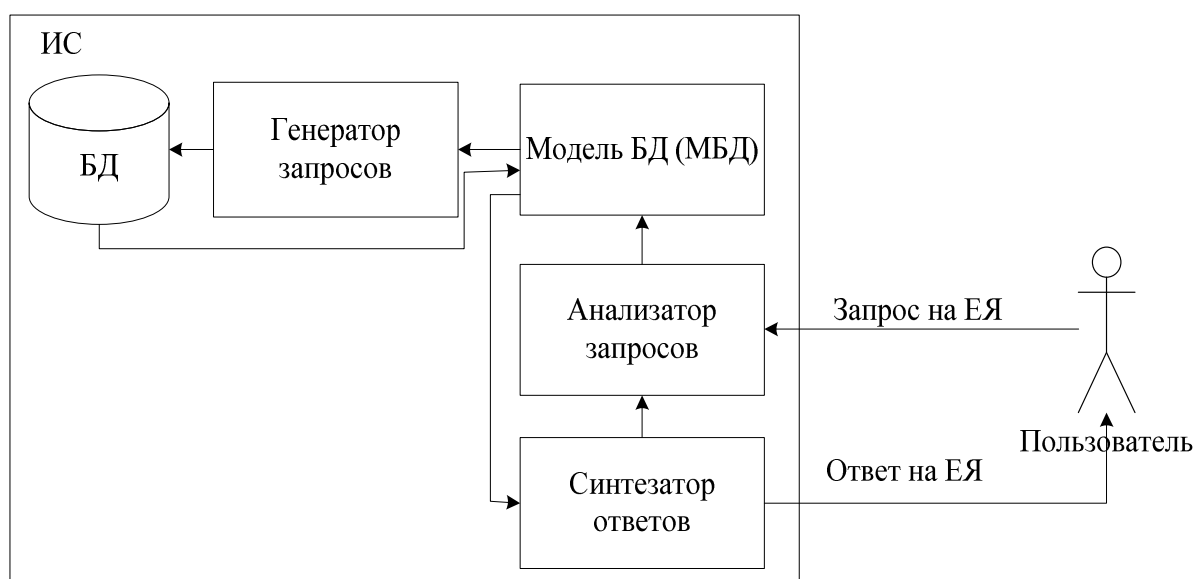 ИС
БД
Генератор
запросов
Модель БД (МБД)
Анализатор
запросов
Запрос на ЕЯ
Пользователь
Синтезатор
ответов
Ответ на ЕЯ